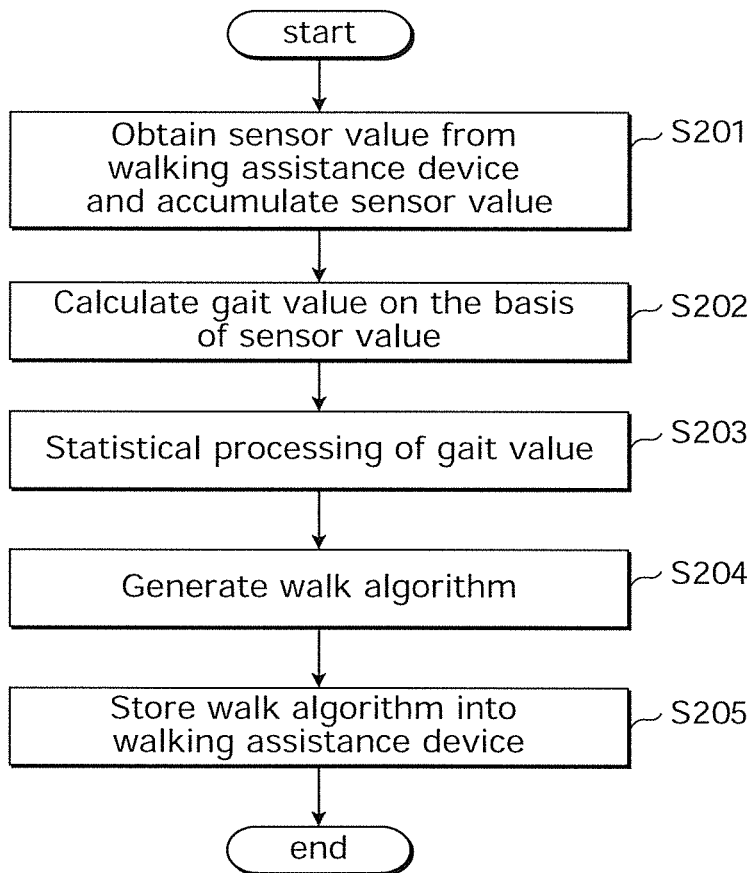 start
Obtain sensor value from
walking assistance device
and accumulate sensor value
S201
Calculate gait value on the basis
of sensor value
S202
Statistical processing of gait value
S203
Generate walk algorithm
S204
Store walk algorithm into
walking assistance device
S205
end